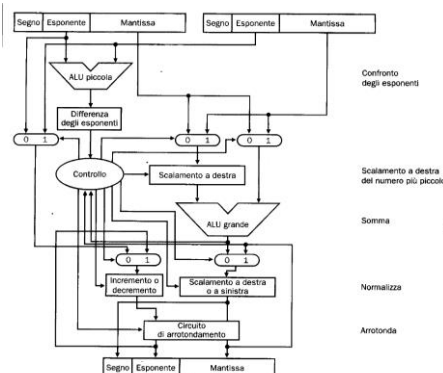 Segno Esponente Mantissa Segno Esponente Mantissa
ALU piccola
Confronto
degli esponenti
Differenza
degli esponenti
0 1 0 1 0 1
Controllo
Scalamento a destra
Scalamento a destra
del numero più piccolo
ALU grande
Somma
0 1 0 1
Incremento o
decremento
Scalamento a destra
o a sinistra
Normalizza
Circuito
di arrotondamento
Arrotonda
Segno Esponente Mantissa